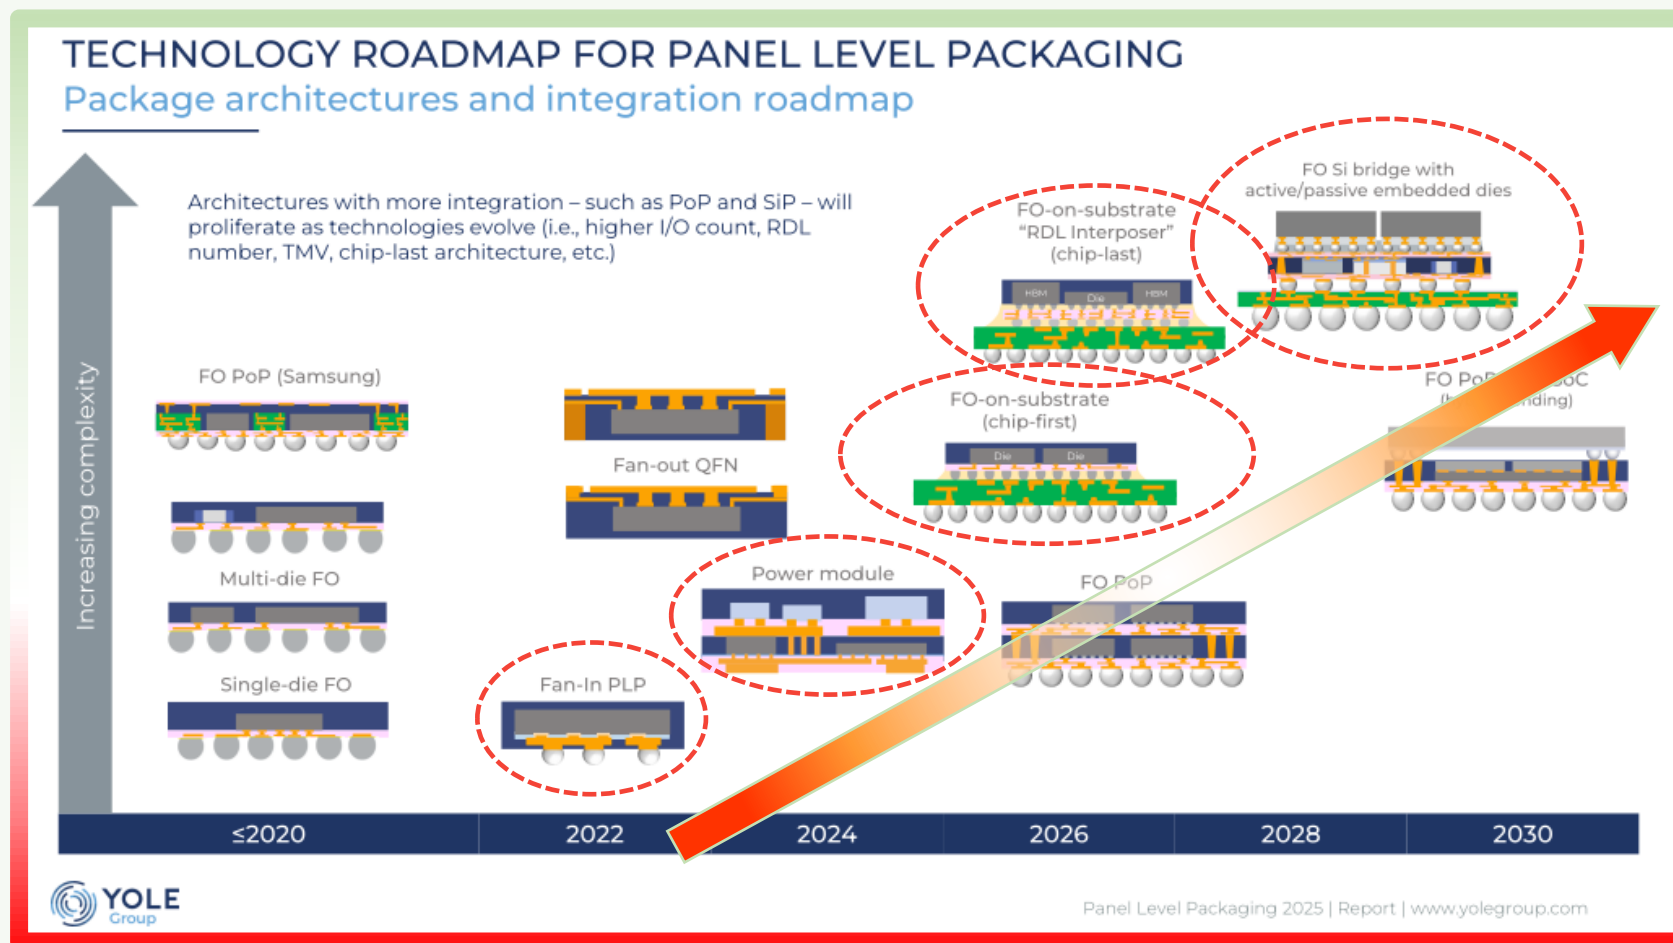 TECHNOLOGY ROADMAP FOR PANEL LEVEL PACKAGING
Package architectures and integration roadmap
Architectures with more integration – such as PoP and SiP – will
proliferate as technologies evolve (i.e., higher I/O count, RDL
number, TMV, chip-last architecture, etc.)
Increasing complexity
FO Si bridge with
active/passive embedded dies
FO-on-substrate
“RDL Interposer”
(chip-last)
HBM
Die
HBM
FO PoP (Samsung)
FO-on-substrate
(chip-first)
Die
Die
FO
Fan-out QFN
Power module
Multi-die FO
FO PoP
Single-die FO
Fan-In PLP
≤2020
2022
2024
2026
2028
2030
YOLE
Group
Panel Level Packaging 2025 | Report | www.yolegroup.com